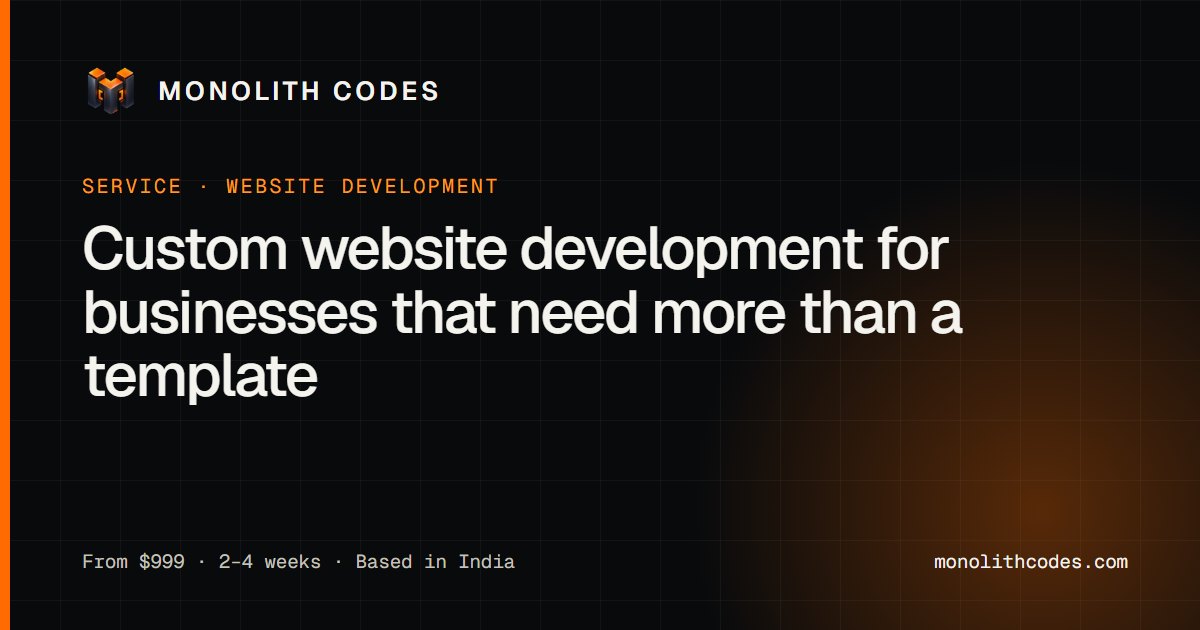 MONOLITH CODES
SERVICE · WEBSITE DEVELOPMENT
Custom website development for
businesses that need more than a
template
From $999 · 2–4 weeks · Based in India
monolithcodes.com